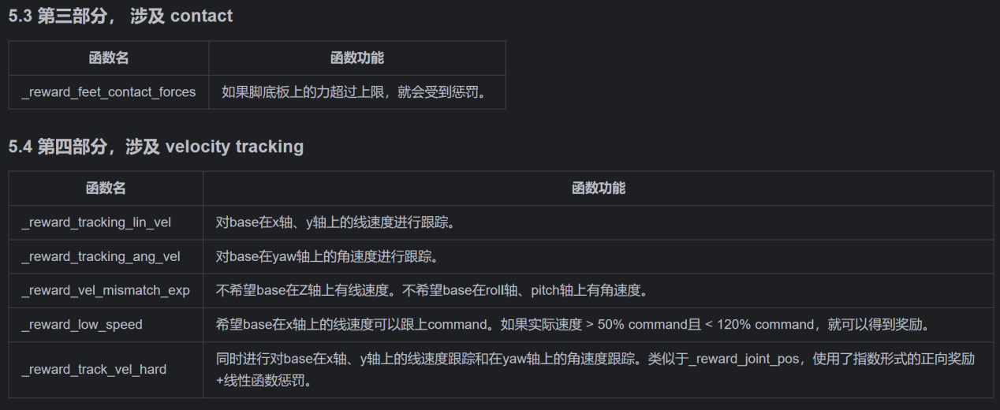 5.3 第三部分， 涉及 contact
函数名 函数功能
_reward_feet_contact_forces 如果脚底板上的力超过上限，就会受到惩罚。
5.4 第四部分，涉及 velocity tracking
函数名 函数功能
_reward_tracking_lin_vel 对base在x轴、y轴上的线速度进行跟踪。
_reward_tracking_ang_vel 对base在yaw轴上的角速度进行跟踪。
_reward_vel_mismatch_exp 不希望base在Z轴上有线速度。不希望base在roll轴、pitch轴上有角速度。
_reward_low_speed 希望base在x轴上的线速度可以跟上command。如果实际速度 > 50% command且 < 120% command，就可以得到奖励。
_reward_track_vel_hard 同时进行对base在x轴、y轴上的线速度跟踪和在yaw轴上的角速度跟踪。类似于_reward_joint_pos，使用了指数形式的正向奖励
+线性函数惩罚。